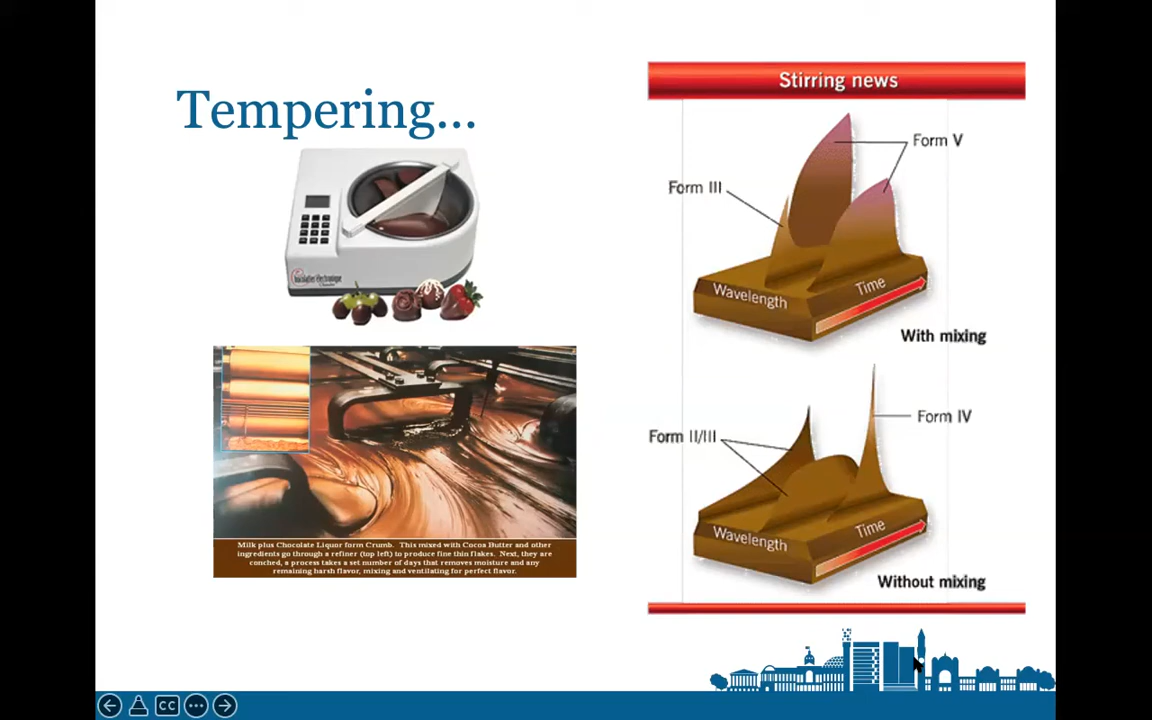 Tempering...
Milk plus Chocolate Liquor form Crumb. This mixed with Cocoa Butter and other
ingredients go through a refiner (top left) to produce fine thin flakes. Next, they are
conched, a process takes a set number of days that removes moisture and any
remaining harsh flavor, mixing and ventilating for perfect flavor.
Stirring news
Form V
Form III
Wavelength
Time
With mixing
Form IV
Form II/III
Wavelength
Time
Without mixing
CC